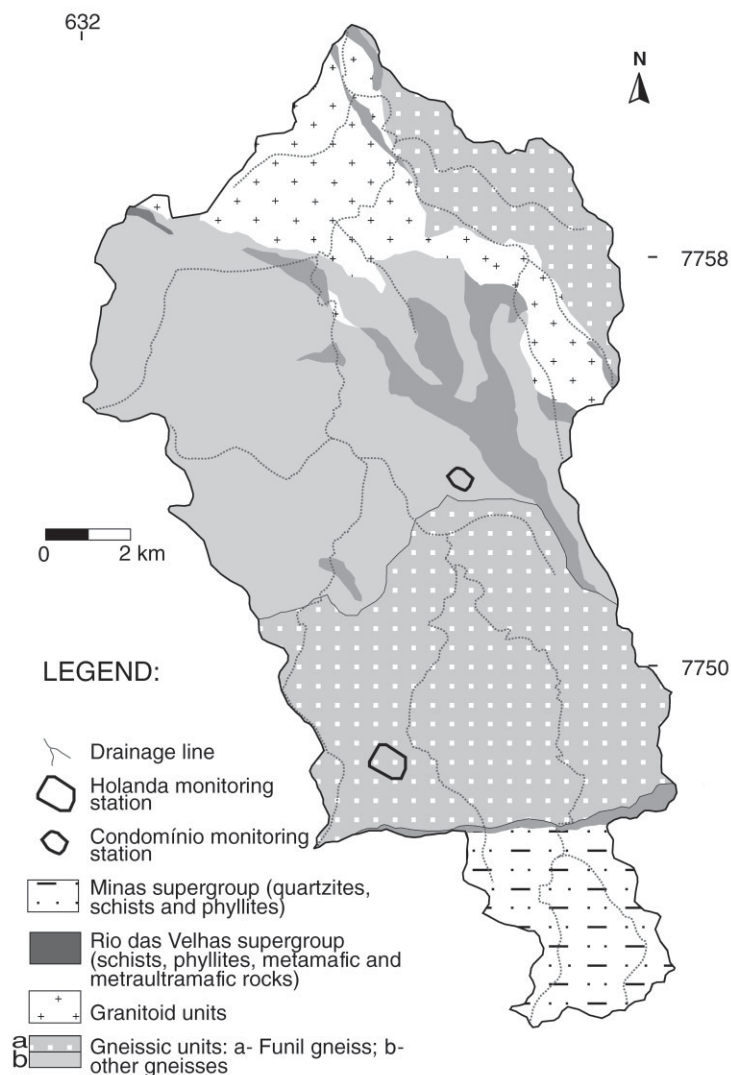 632
N
7758
0 2 km
7750
LEGEND:
Drainage line
Holanda monitoring
station
Condomínio monitoring
station
Minas supergroup (quartzites,
schists and phyllites)
Rio das Velhas supergroup
(schists, phyllites, metamafic and
metraultramafic rocks)
Granitoid units
a
b
Gneissic units: a- Funil gneiss; b-
other gneisses